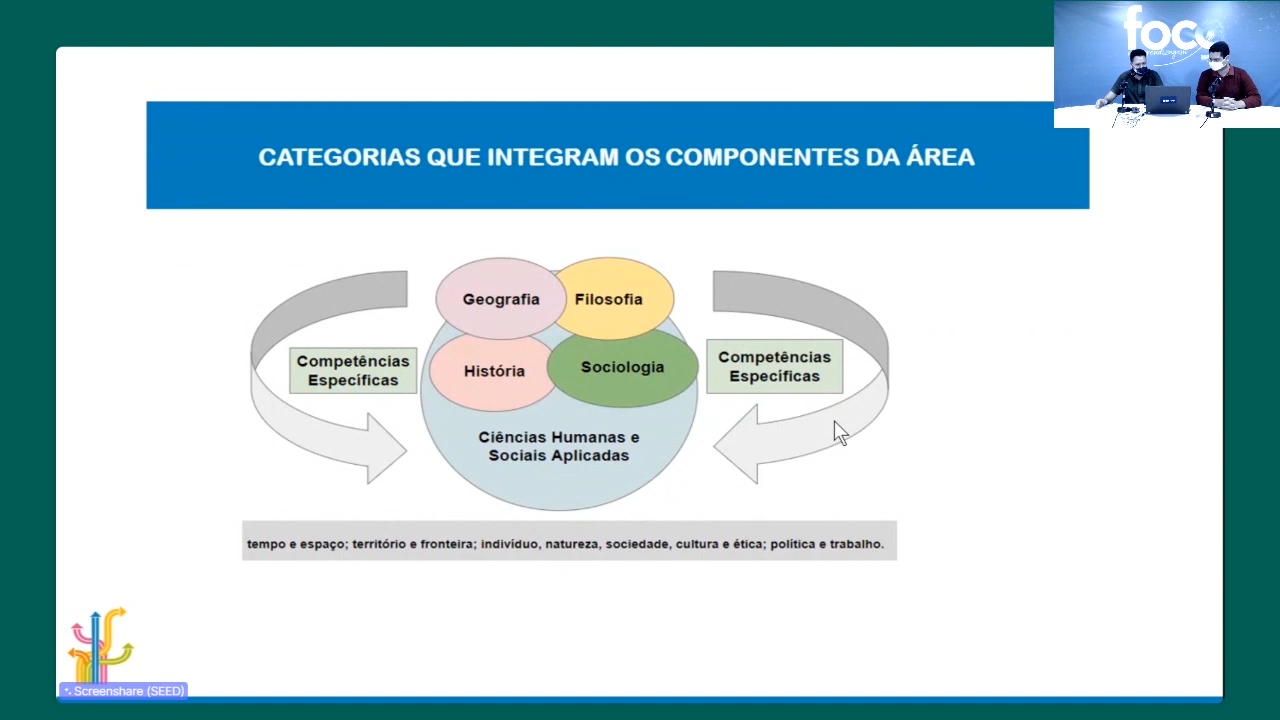 foco
CATEGORIAS QUE INTEGRAM OS COMPONENTES DA ÁREA
Geografia
Filosofia
Competências
Específicas
História
Sociologia
Competências
Específicas
Ciências Humanas e
Sociais Aplicadas
tempo e espaço; território e fronteira; indivíduo, natureza, sociedade, cultura e ética; política e trabalho.
Screenshare (SEED)